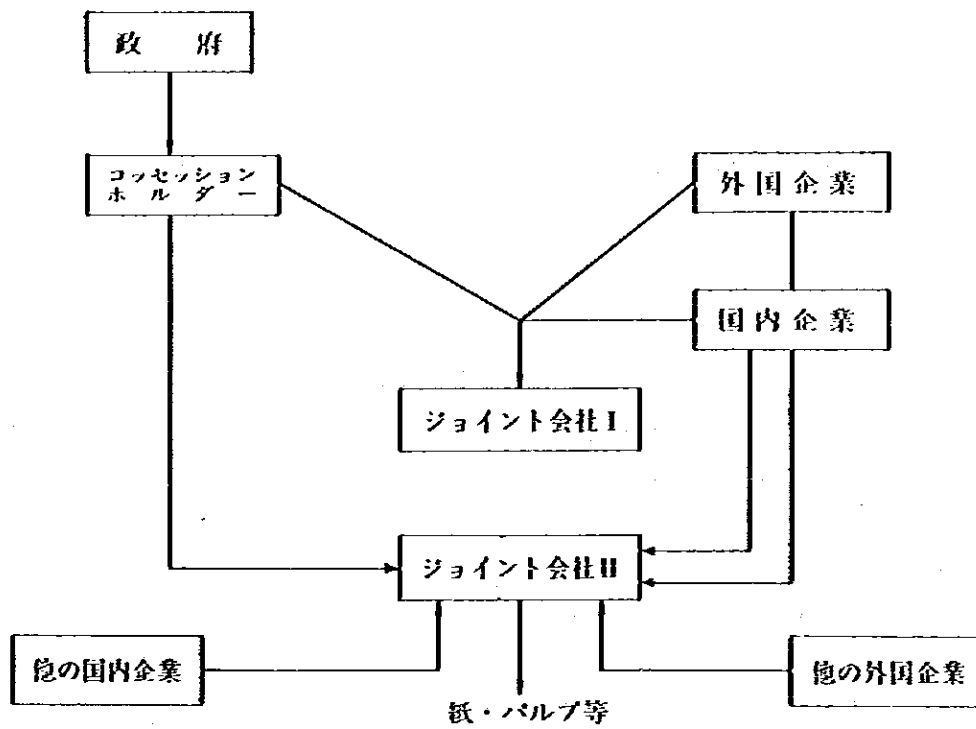 政府
コッセッション
ホルダー
外国企業
国内企業
ジョイント会社I
ジョイント会社II
他の国内企業
他の外国企業
紙・パルプ等